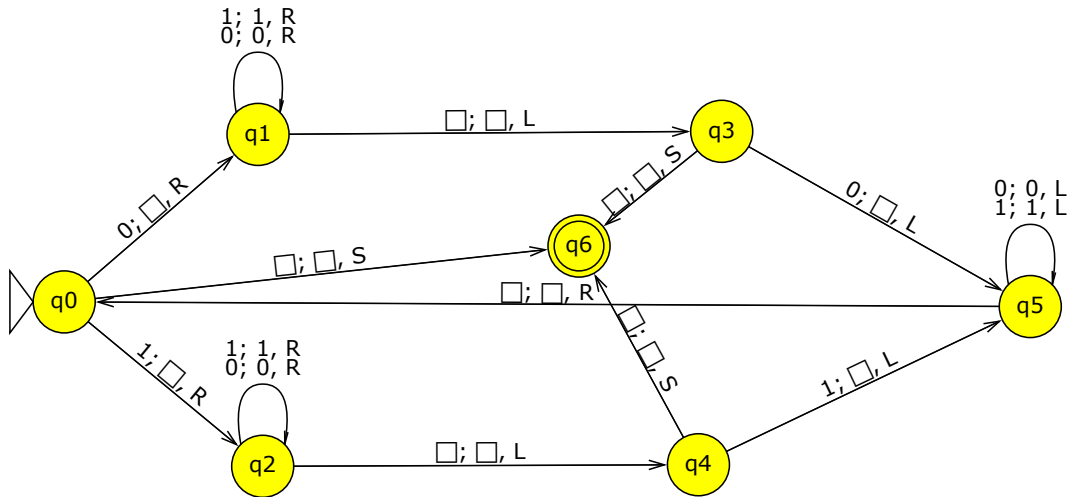 1; 1, R
0; 0, R
q1
□; □, L
q3
0; □, R
□; □, S
0; □, L
0; 0, L
1; 1, L
q6
□; □, S
q0
□; □, R
q5
1; □, R
1; 1, R
0; 0, R
□; □, S
1; □, L
q2
□; □, L
q4